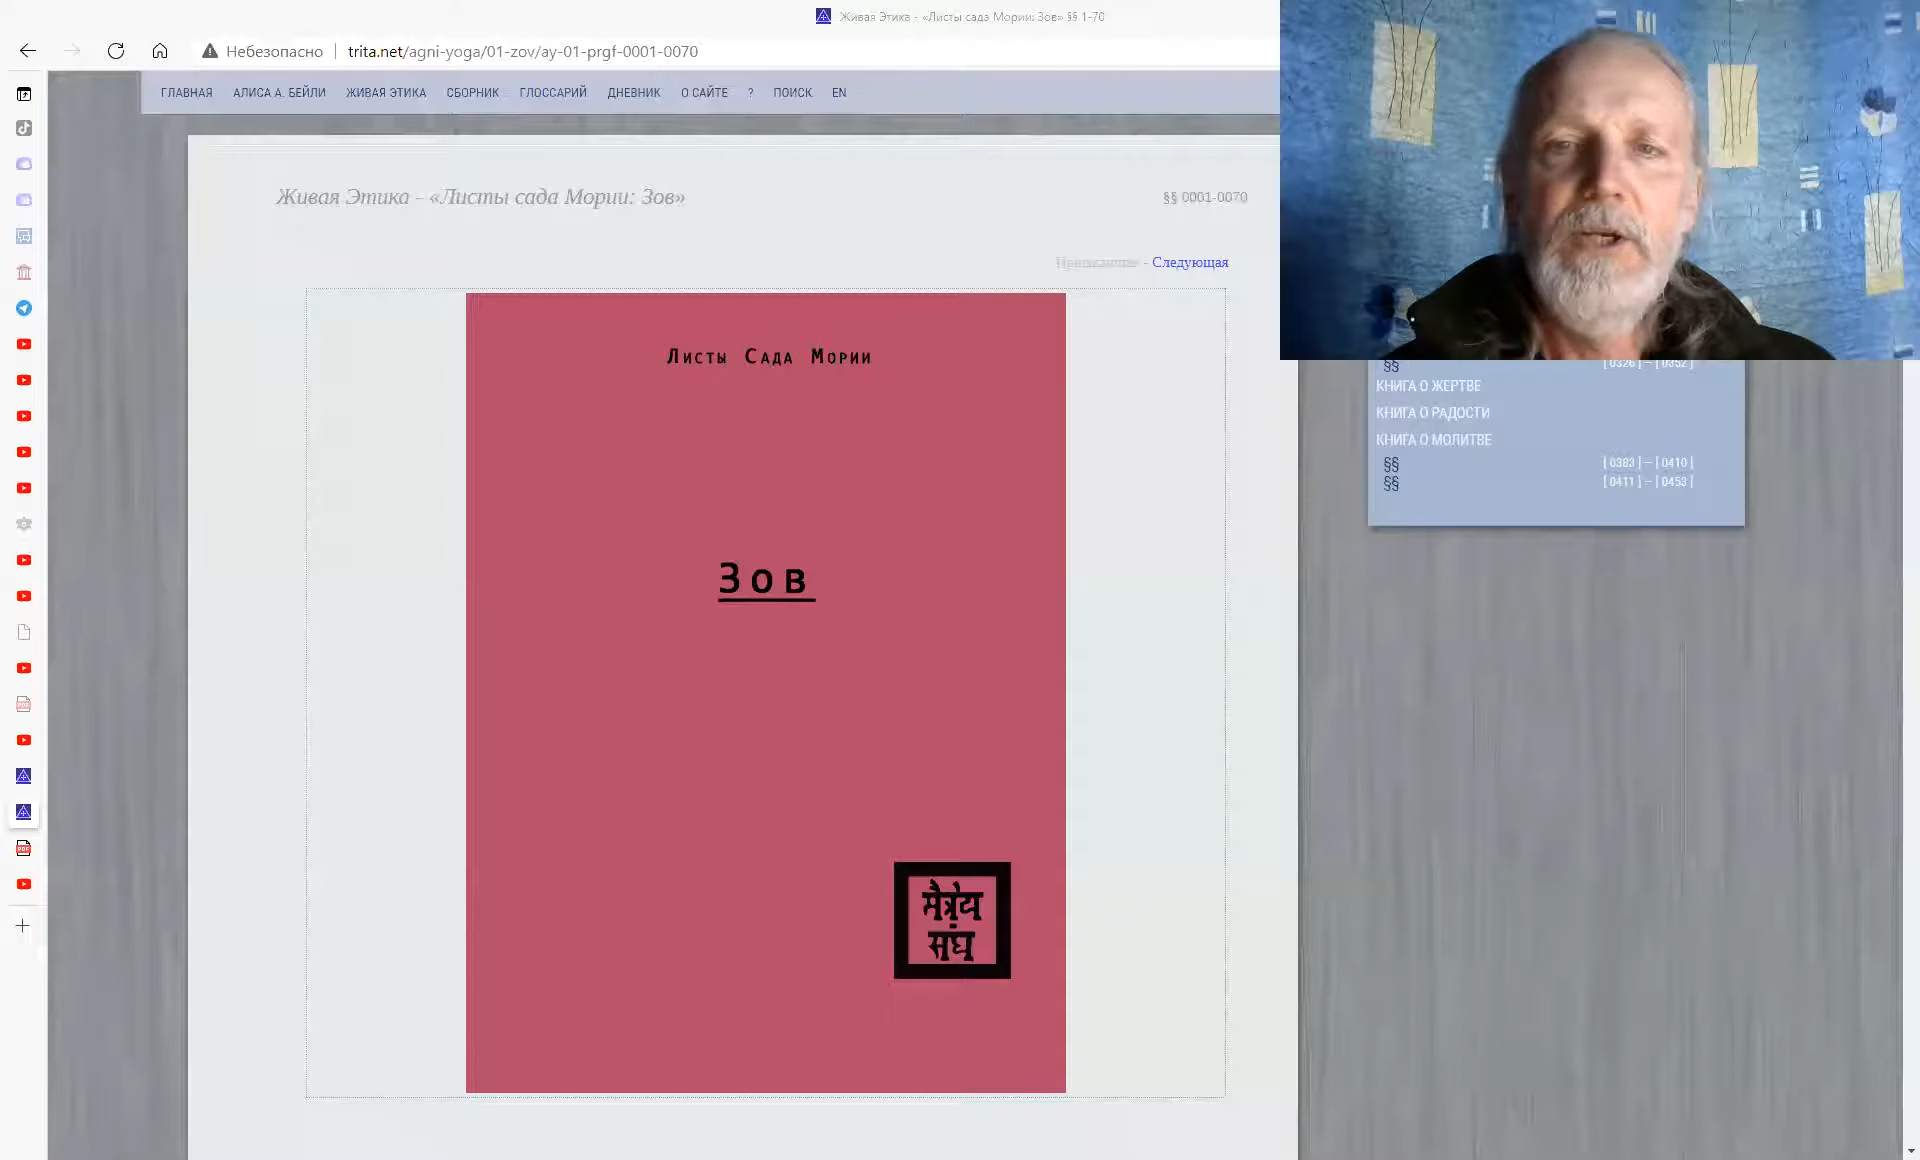 Живая Этика - «Листы сада Мории: Зов» §§ 1-70
Небезопасно
trita.net/agni-yoga/01-zov/ay-01-prgf-0001-0070
ГЛАВНАЯ АЛИСА А. БЕЙЛИ ЖИВАЯ ЭТИКА СБОРНИК ГЛОССАРИЙ ДНЕВНИК О САЙТЕ ? ПОИСК EN
Живая Этика - «Листы сада Мории: Зов»
§§ 0001-0070
- Следующая
Листы Сада Мории
Зов
मैत्रेय
संघ
§§ [ 0326 ] – [ 0352 ]
КНИГА О ЖЕРТВЕ
КНИГА О РАДОСТИ
КНИГА О МОЛИТВЕ
§§ [ 0383 ] – [ 0410 ]
§§ [ 0411 ] – [ 0453 ]